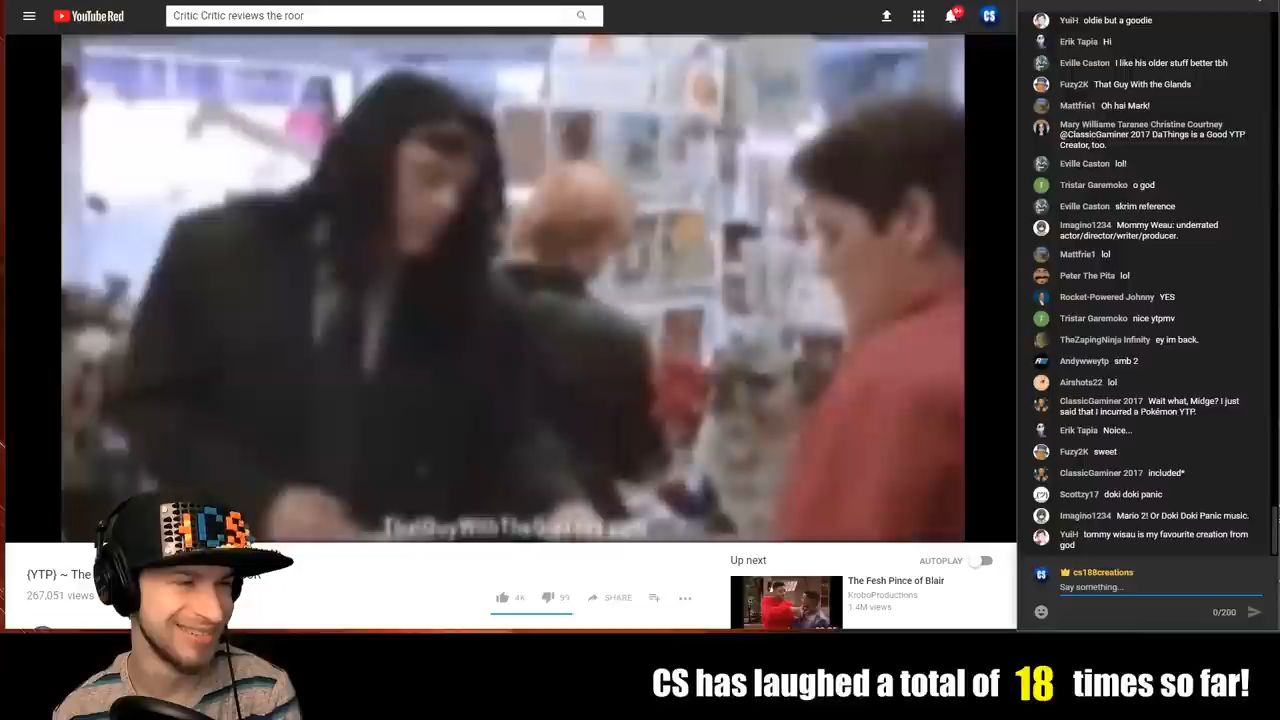 YouTube Red
Critic Critic reviews the roor
9+
CS
YuiH oldie but a goodie
Erik Tapia Hi
Eville Caston I like his older stuff better tbh
Fuzy2K That Guy With the Glands
Mattfrie1 Oh hai Mark!
Mary Williame Taranee Christine Courtney
@ClassicGaminer 2017 DaThings is a Good YTP
Creator, too.
Eville Caston lol!
Tristar Garemoko o god
Eville Caston skrim reference
Imagino1234 Mommy Weau: underrated
actor/director/writer/producer.
Mattfrie1 lol
Peter The Pita lol
Rocket-Powered Johnny YES
Tristar Garemoko nice ytpmv
TheZapingNinja Infinity ey im back.
Andywweytp smb 2
Airshots22 lol
ClassicGaminer 2017 Wait what, Midge? I just
said that I incurred a Pokémon YTP.
Erik Tapia Noice...
Fuzy2K sweet
ClassicGaminer 2017 included*
Scottzy17 doki doki panic
Imagino1234 Mario 2! Or Doki Doki Panic music.
YuiH tommy wisau is my favourite creation from
god
CS cs188creations
Say something...
0/200
{YTP} ~ The
267,051 views
4K
99
SHARE
Up next
AUTOPLAY
The Fesh Pince of Blair
KroboProductions
1.4M views
CS
CS has laughed a total of 18 times so far!